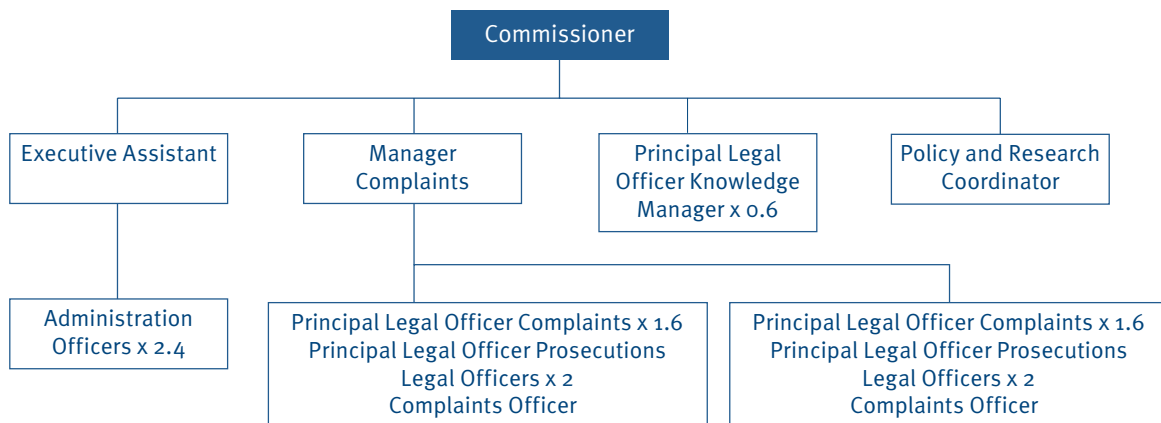 Commissioner
Executive Assistant
Manager
Complaints
Principal Legal
Officer Knowledge
Manager x 0.6
Policy and Research
Coordinator
Administration
Officers x 2.4
Principal Legal Officer Complaints x 1.6
Principal Legal Officer Prosecutions
Legal Officers x 2
Complaints Officer
Principal Legal Officer Complaints x 1.6
Principal Legal Officer Prosecutions
Legal Officers x 2
Complaints Officer